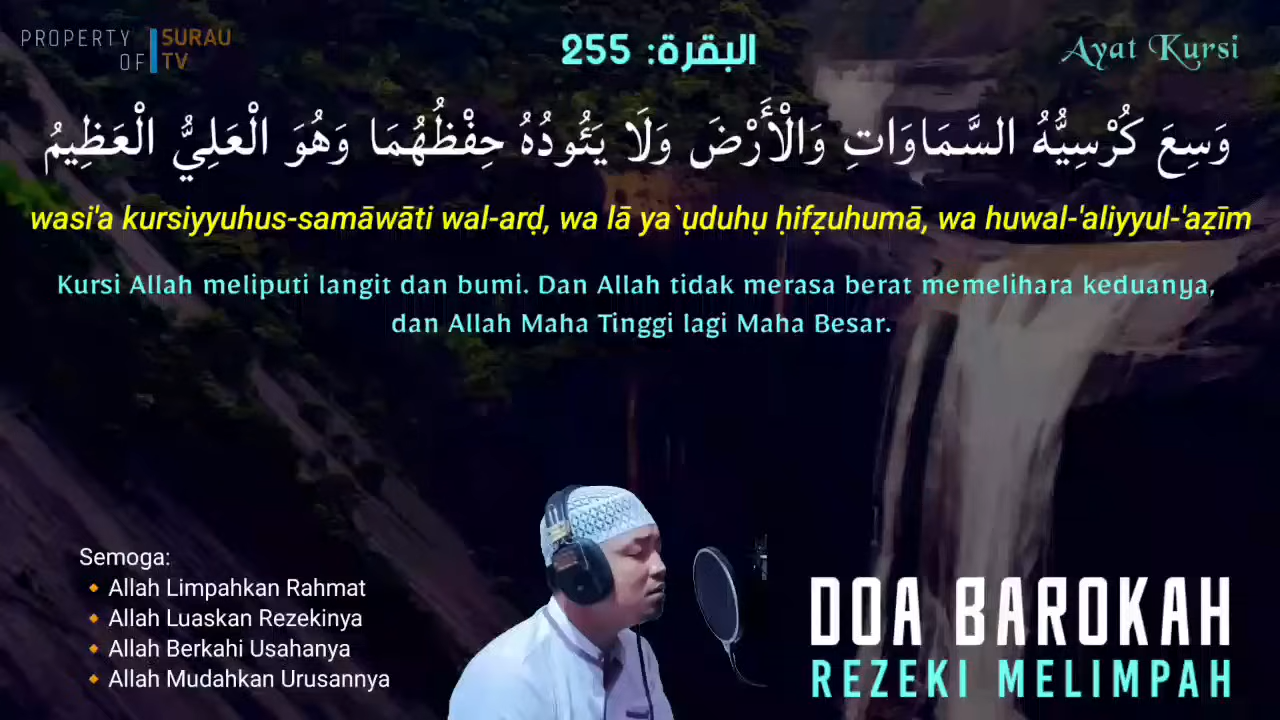 PROPERTY OF SURAU TV
البقرة: 255
Ayat Kursi
وَسِعَ كُرْسِيُّهُ السَّمَاوَاتِ وَالْأَرْضَ وَلَا يَئُودُهُ حِفْظُهُمَا وَهُوَ الْعَلِيُّ الْعَظِيمُ
wasi'a kursiyyuhus-samāwāti wal-arḍ, wa lā ya`ụduhụ ḥifẓuhumā, wa huwal-'aliyyul-'aẓīm
Kursi Allah meliputi langit dan bumi. Dan Allah tidak merasa berat memelihara keduanya,
dan Allah Maha Tinggi lagi Maha Besar.
Semoga:
🔸Allah Limpahkan Rahmat
🔸Allah Luaskan Rezekinya
🔸Allah Berkahi Usahanya
🔸Allah Mudahkan Urusannya
DOA BAROKAH
REZEKI MELIMPAH